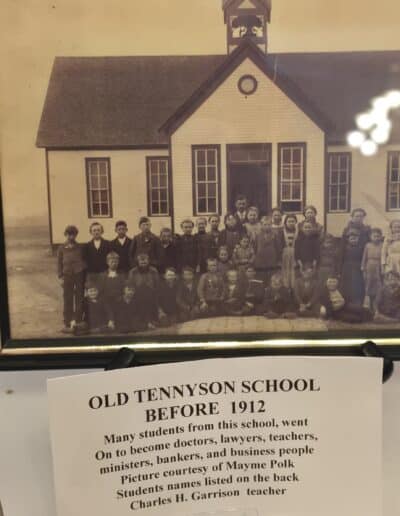 OLD TENNYSON SCHOOL
BEFORE 1912
Many students from this school, went
On to become doctors, lawyers, teachers,
ministers, bankers, and business people
Picture courtesy of Mayme Polk
Students names listed on the back
Charles H. Garrison teacher